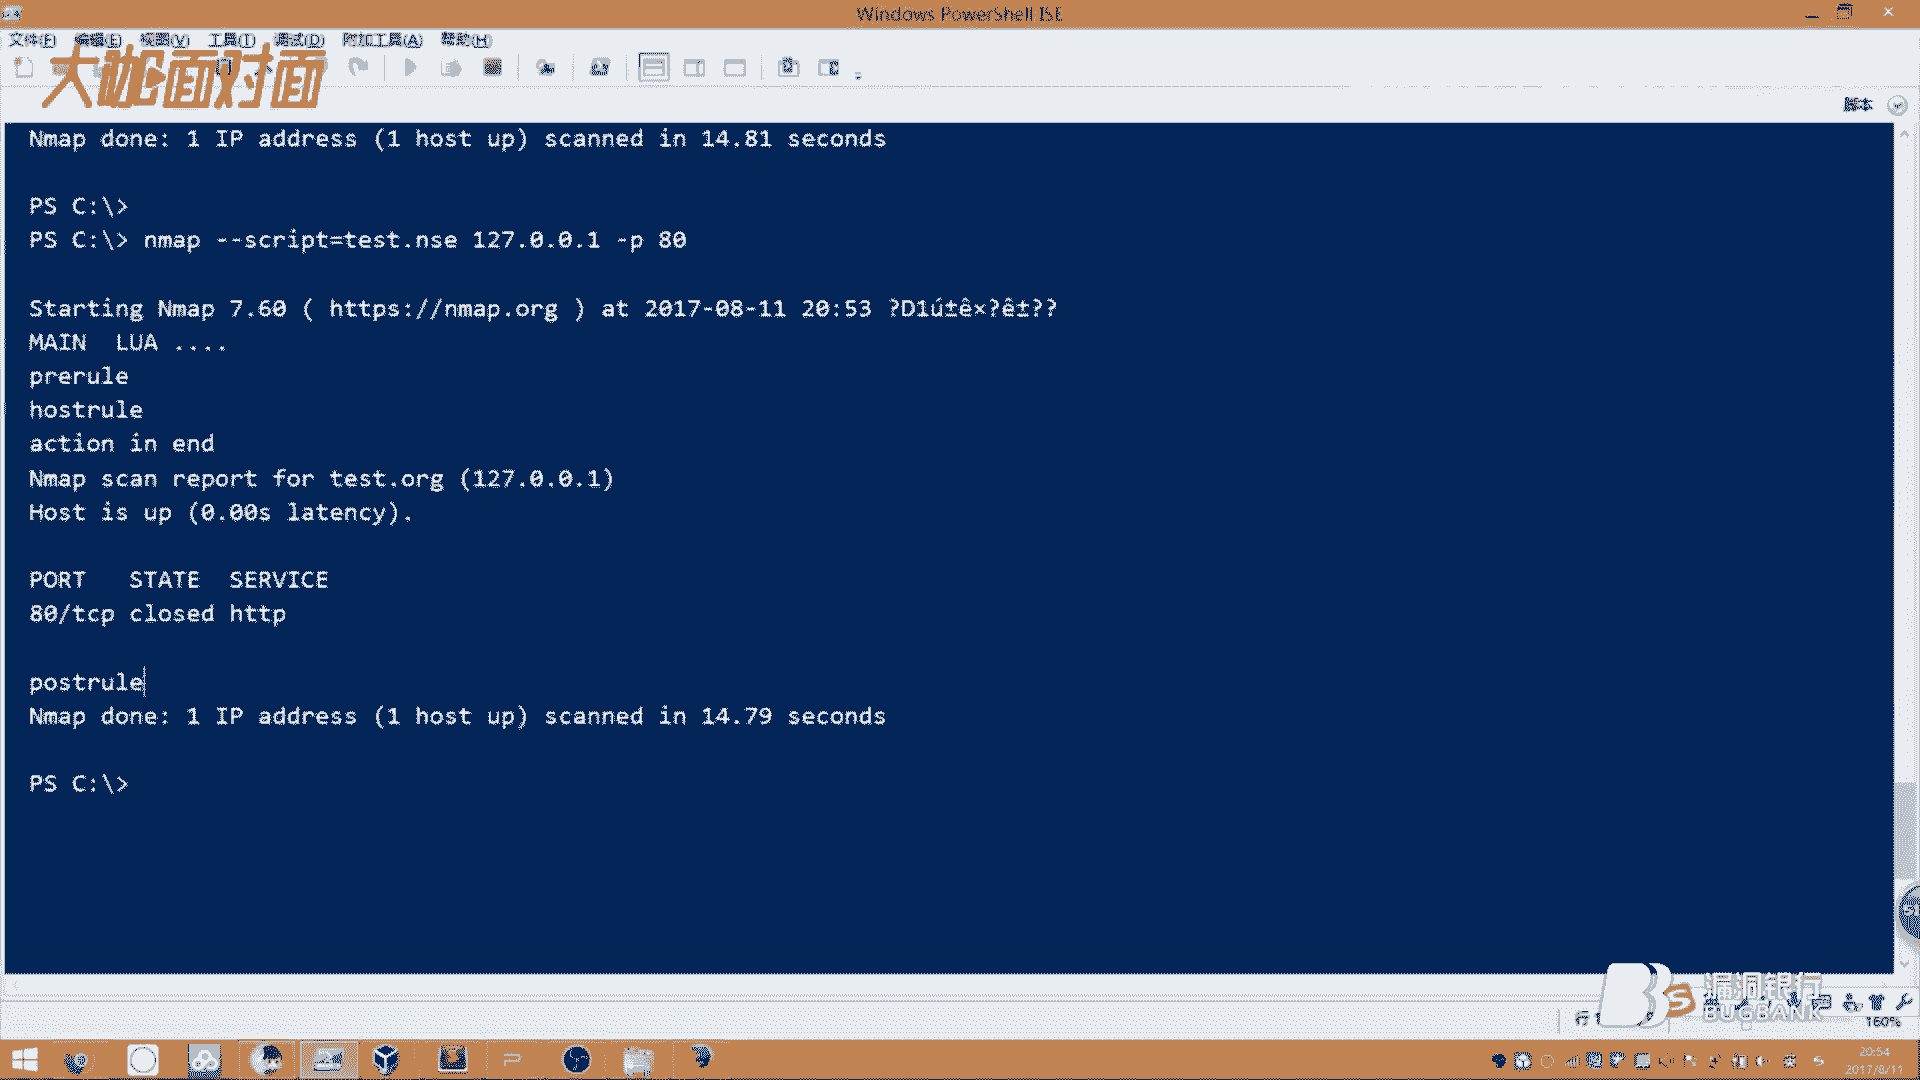 Windows PowerShell ISE
文件(F) 编辑(E) 视图(V) 工具(T) 调试(D) 附加工具(A) 帮助(H)
大咖面对面
脚本
Nmap done: 1 IP address (1 host up) scanned in 14.81 seconds
PS C:\>
PS C:\> nmap --script=test.nse 127.0.0.1 -p 80
Starting Nmap 7.60 ( https://nmap.org ) at 2017-08-11 20:53 ?D1ú±ê×?ê±??
MAIN  LUA ....
prerule
hostrule
action in end
Nmap scan report for test.org (127.0.0.1)
Host is up (0.00s latency).
PORT   STATE  SERVICE
80/tcp closed http
postrule
Nmap done: 1 IP address (1 host up) scanned in 14.79 seconds
PS C:\>
漏洞银行
BUGBANK
行
160%
20:54
2017/8/11